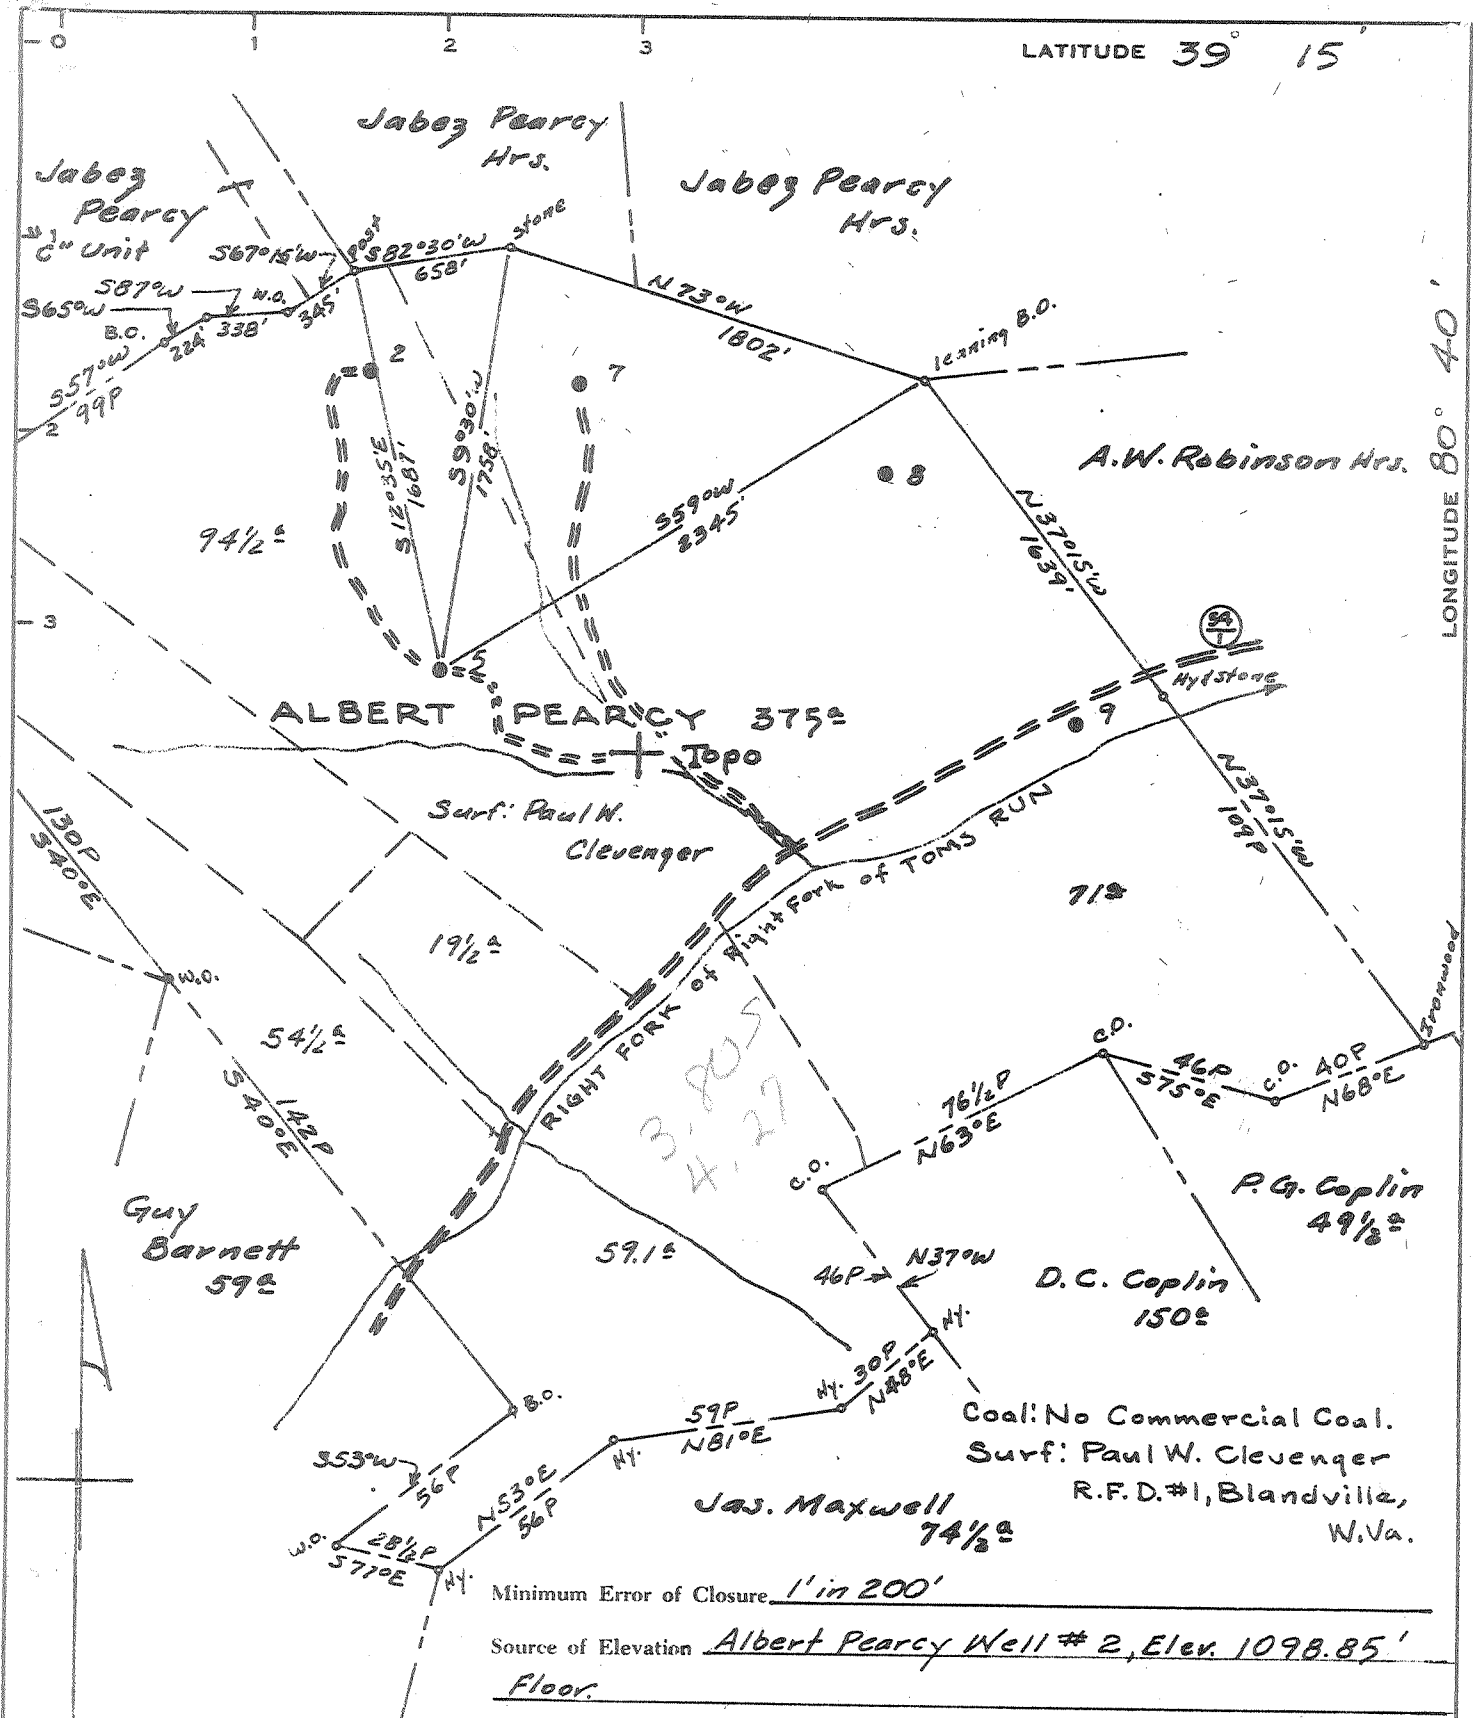 0
1
2
3
LATITUDE 39° 15'
LONGITUDE 80° 40'
2
3
Jabez Pearcy
Hrs.
Jabez Pearcy
Hrs.
Jabez
Pearcy
"C" Unit
S67°15'W
Post
S82°30'W
658'
Stone
S87°W
S65°W
W.O.
345'
338'
B.O.
224'
S57°W
99P
N73°W
1802'
leaning B.O.
2
7
8
S12°35'E
1687'
S9°30'W
1758'
S59°W
2345'
A.W. Robinson Hrs.
N37°15'W
1639'
94½ a
5
54
1
Hyd stone
9
ALBERT PEARCY 375 a
Topo
Surf: Paul W.
Clevenger
N37°15'W
109P
130P
S40°E
RIGHT FORK of Right Fork of TOMS RUN
71 a
19½ a
W.O.
54½ a
142P
S40°E
3.805
4.27
Ironwood
C.O.
46P
S75°E
C.O.
40P
N68°E
76½P
N63°E
C.O.
P.G. Coplin
49½ a
Guy
Barnett
59 a
59.1 a
46P
N37°W
D.C. Coplin
150 a
Hy.
30P
N48°E
Hy.
59P
N81°E
Hy.
B.O.
S53°W
56P
N53°E
56P
W.O.
28½P
S77°E
Hy.
Jas. Maxwell
74½ a
Coal: No Commercial Coal.
Surf: Paul W. Clevenger
R.F.D.#1, Blandville,
W.Va.
Minimum Error of Closure 1' in 200'
Source of Elevation Albert Pearcy Well # 2, Elev. 1098.85'
Floor.